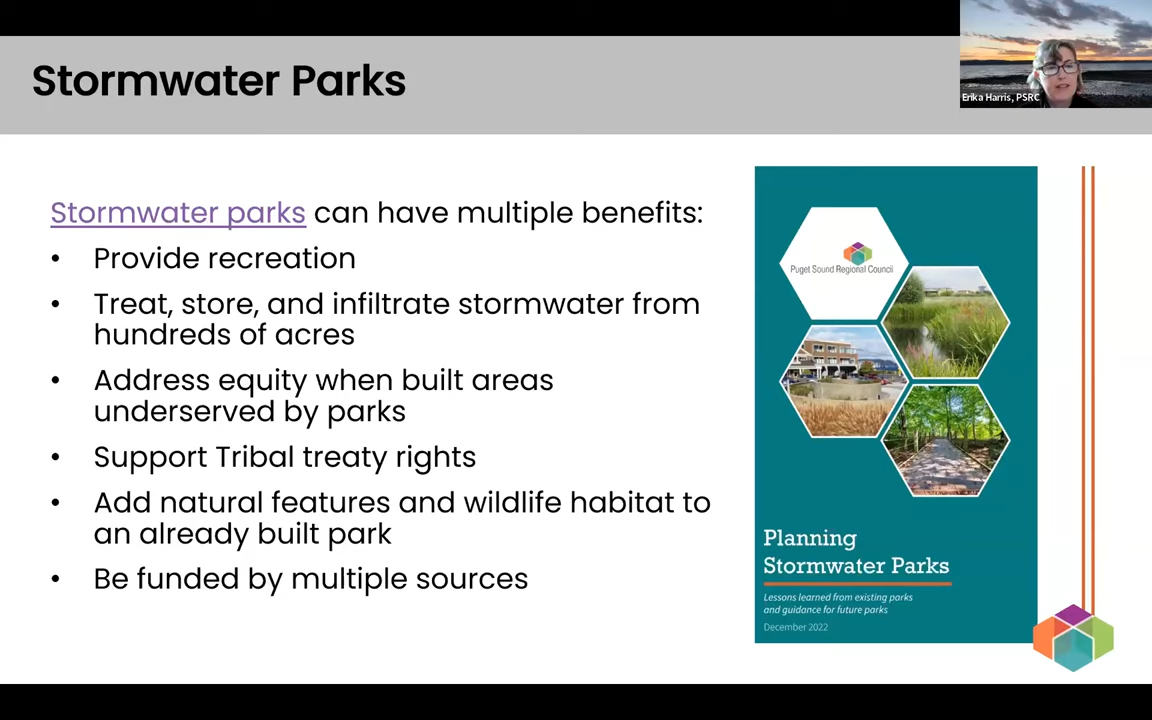 Stormwater Parks
Erika Harris, PSRC
Stormwater parks can have multiple benefits:
• Provide recreation
• Treat, store, and infiltrate stormwater from
hundreds of acres
• Address equity when built areas
underserved by parks
• Support Tribal treaty rights
• Add natural features and wildlife habitat to
an already built park
• Be funded by multiple sources
Puget Sound Regional Council
Planning
Stormwater Parks
Lessons learned from existing parks
and guidance for future parks
December 2022